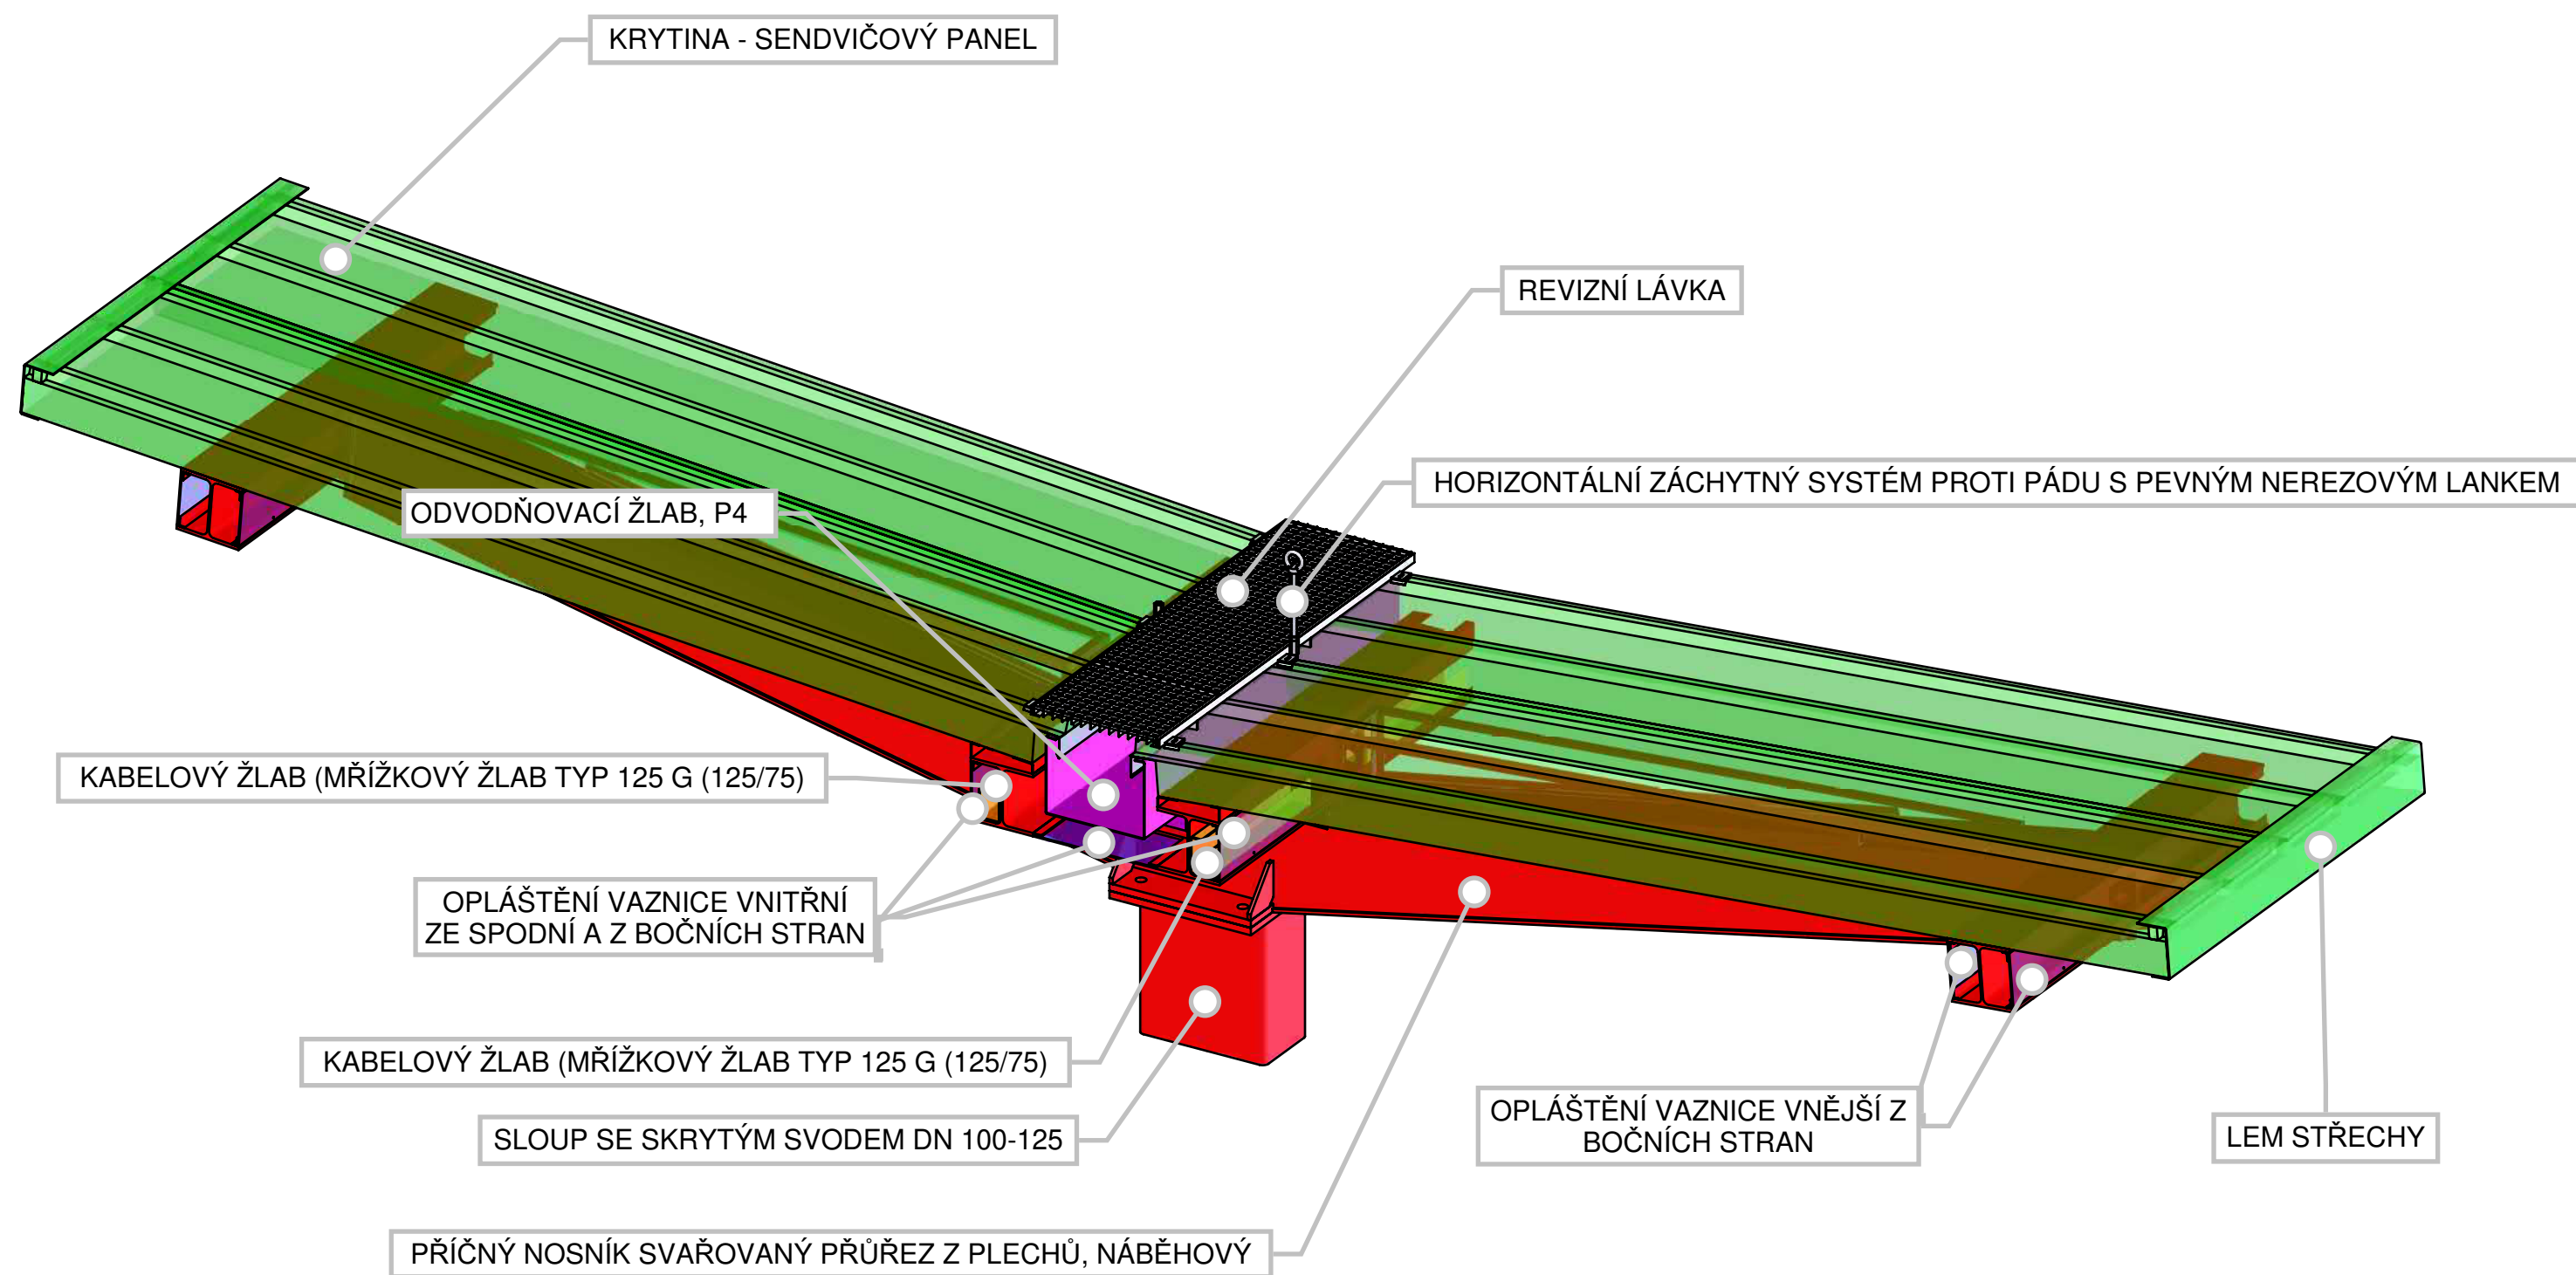 KRYTINA - SENDVIČOVÝ PANEL
REVIZNÍ LÁVKA
HORIZONTÁLNÍ ZÁCHYTNÝ SYSTÉM PROTI PÁDU S PEVNÝM NEREZOVÝM LANKEM
ODVODŇOVACÍ ŽLAB, P4
KABELOVÝ ŽLAB (MŘÍŽKOVÝ ŽLAB TYP 125 G (125/75)
OPLÁŠTĚNÍ VAZNICE VNITŘNÍ
ZE SPODNÍ A Z BOČNÍCH STRAN
KABELOVÝ ŽLAB (MŘÍŽKOVÝ ŽLAB TYP 125 G (125/75)
SLOUP SE SKRYTÝM SVODEM DN 100-125
OPLÁŠTĚNÍ VAZNICE VNĚJŠÍ Z
BOČNÍCH STRAN
LEM STŘECHY
PŘÍČNÝ NOSNÍK SVAŘOVANÝ PŘŮŘEZ Z PLECHŮ, NÁBĚHOVÝ